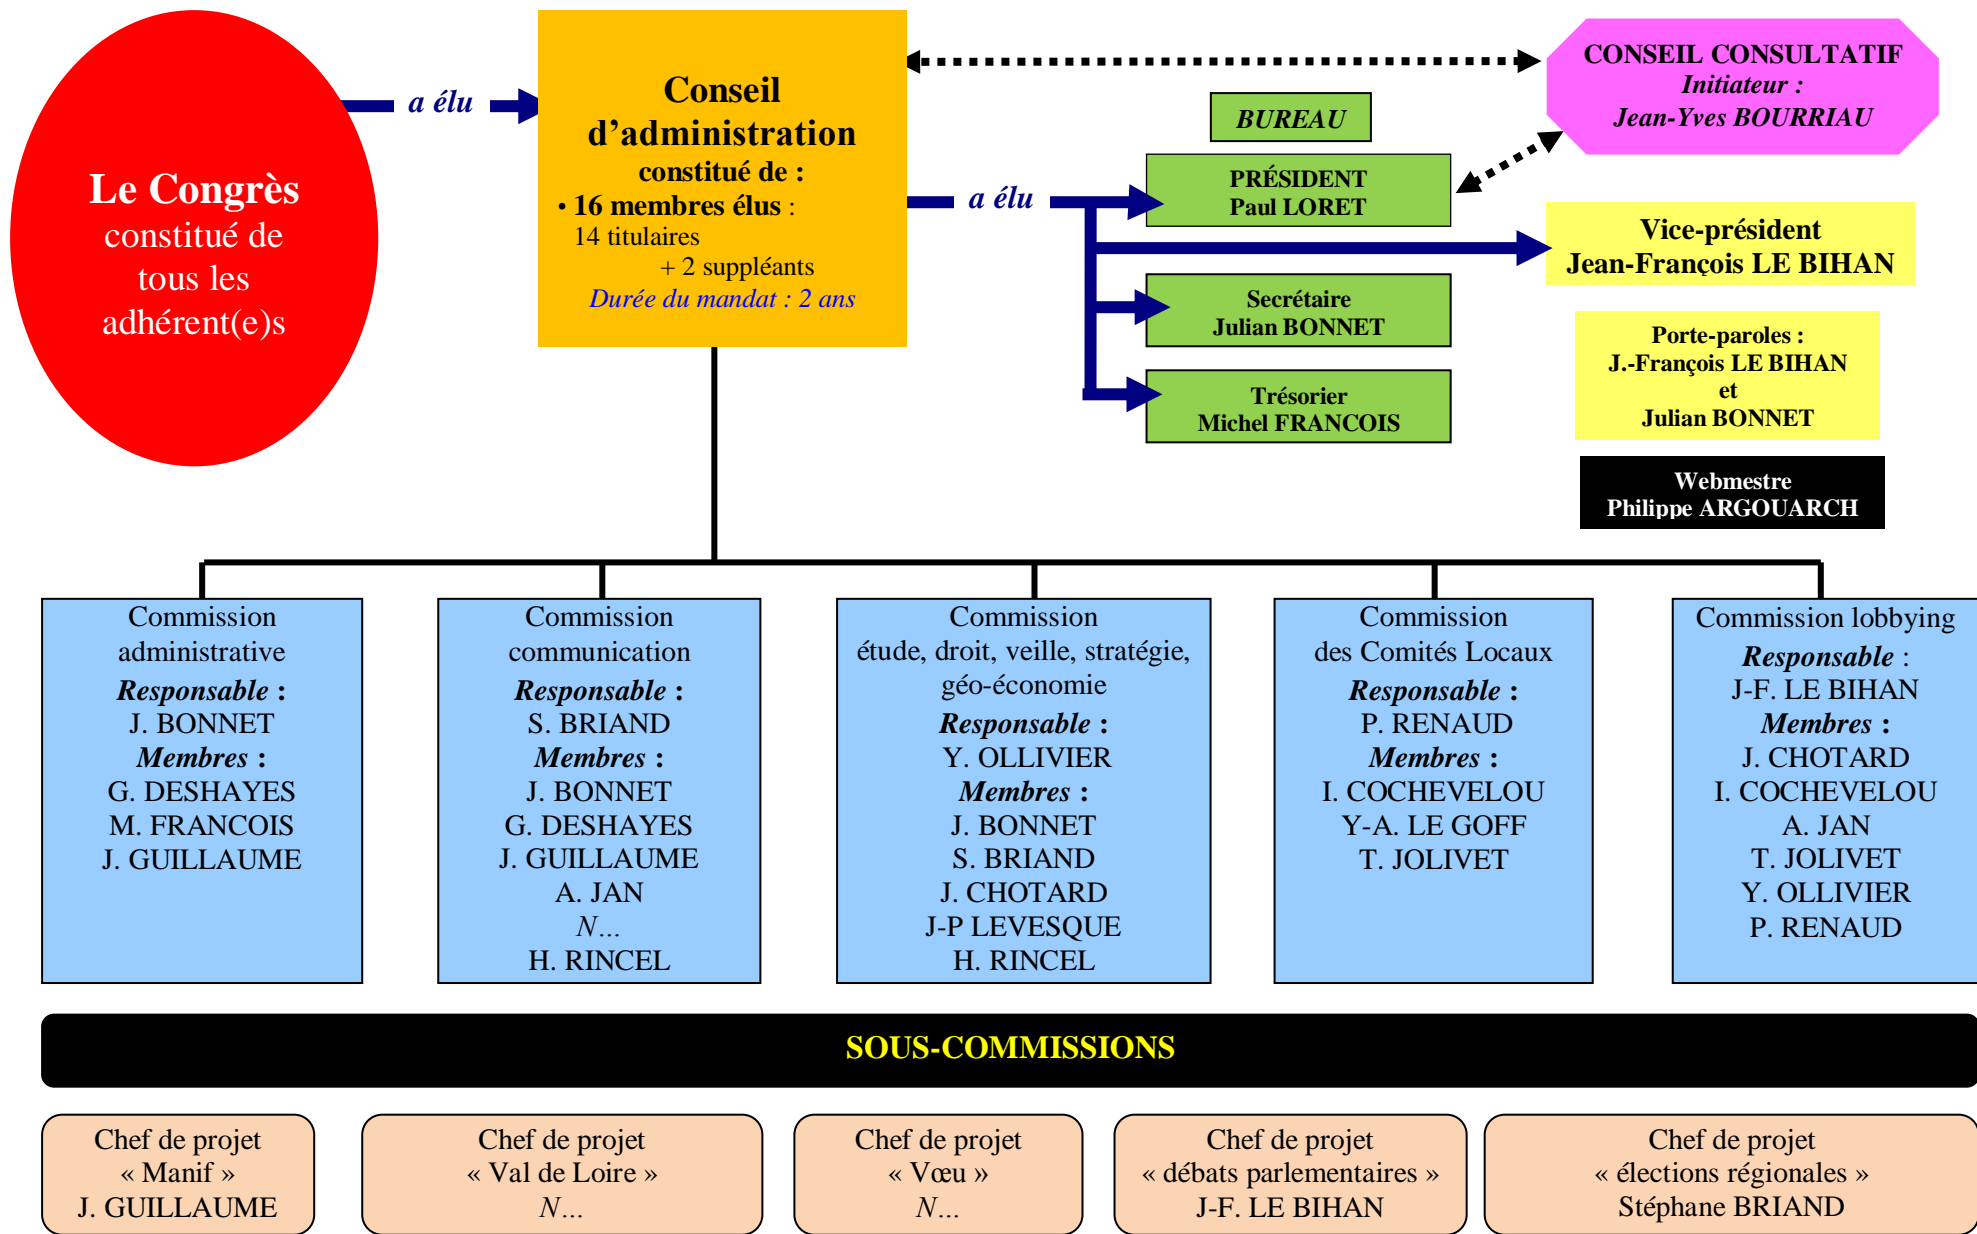 Le Congrès
constitué de
tous les
adhérent(e)s
a élu
Conseil
d’administration
constitué de :
• 16 membres élus :
14 titulaires
+ 2 suppléants
Durée du mandat : 2 ans
a élu
BUREAU
PRÉSIDENT
Paul LORET
Secrétaire
Julian BONNET
Trésorier
Michel FRANCOIS
CONSEIL CONSULTATIF
Initiateur :
Jean-Yves BOURRIAU
Vice-président
Jean-François LE BIHAN
Porte-paroles :
J.-François LE BIHAN
et
Julian BONNET
Webmestre
Philippe ARGOUARCH
Commission
administrative
Responsable :
J. BONNET
Membres :
G. DESHAYES
M. FRANCOIS
J. GUILLAUME
Commission
communication
Responsable :
S. BRIAND
Membres :
J. BONNET
G. DESHAYES
J. GUILLAUME
A. JAN
N…
H. RINCEL
Commission
étude, droit, veille, stratégie,
géo-économie
Responsable :
Y. OLLIVIER
Membres :
J. BONNET
S. BRIAND
J. CHOTARD
J-P LEVESQUE
H. RINCEL
Commission
des Comités Locaux
Responsable :
P. RENAUD
Membres :
I. COCHEVELOU
Y-A. LE GOFF
T. JOLIVET
Commission lobbying
Responsable :
J-F. LE BIHAN
Membres :
J. CHOTARD
I. COCHEVELOU
A. JAN
T. JOLIVET
Y. OLLIVIER
P. RENAUD
SOUS-COMMISSIONS
Chef de projet
« Manif »
J. GUILLAUME
Chef de projet
« Val de Loire »
N…
Chef de projet
« Vœu »
N…
Chef de projet
« débats parlementaires »
J-F. LE BIHAN
Chef de projet
« élections régionales »
Stéphane BRIAND